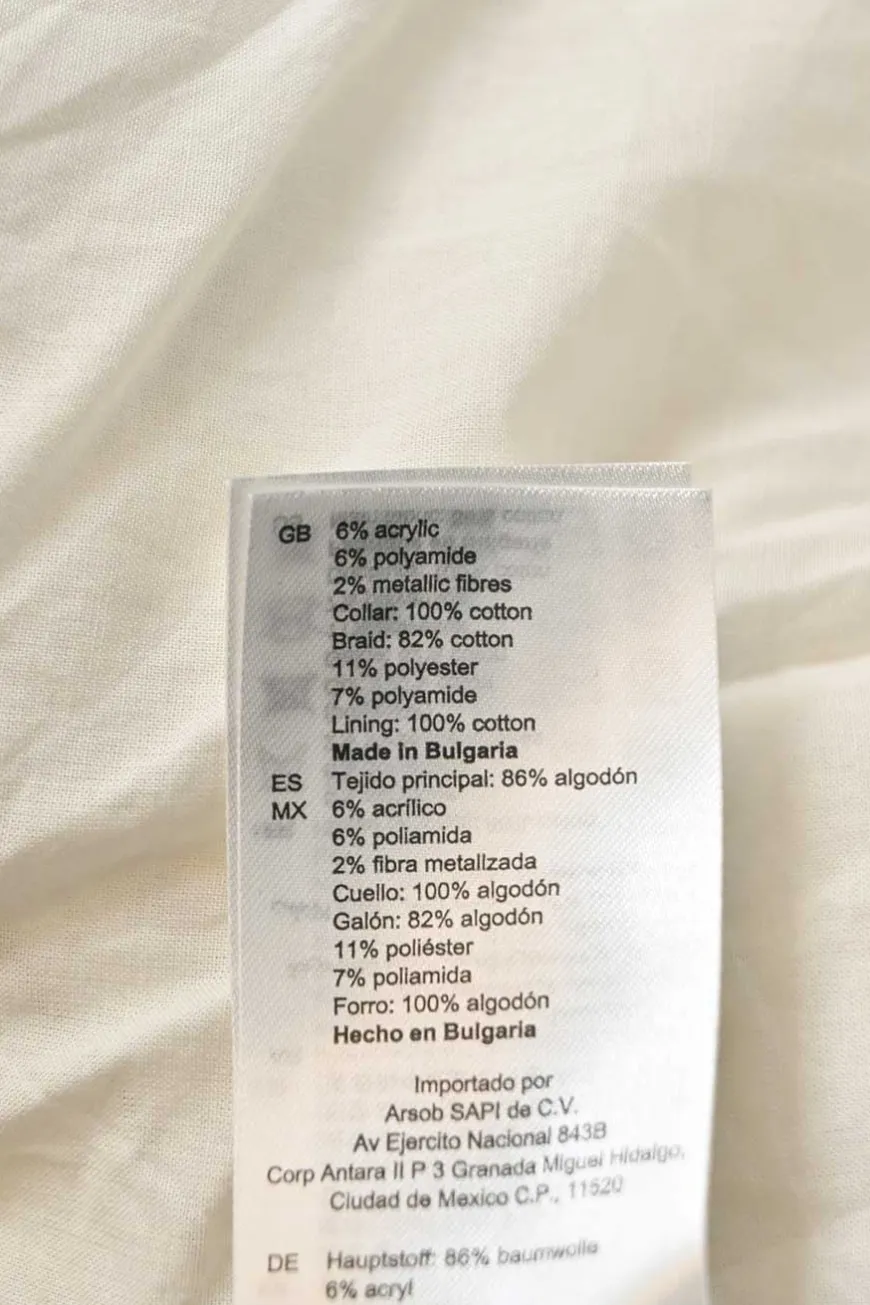 GB 6% acrylic
6% polyamide
2% metallic fibres
Collar: 100% cotton
Braid: 82% cotton
11% polyester
7% polyamide
Lining: 100% cotton
Made in Bulgaria
ES Tejido principal: 86% algodón
MX 6% acrílico
6% poliamida
2% fibra metalizada
Cuello: 100% algodón
Galón: 82% algodón
11% poliéster
7% poliamida
Forro: 100% algodón
Hecho en Bulgaria
Importado por
Arsob SAPI de C.V.
Av Ejercito Nacional 843B
Corp Antara II P 3 Granada Miguel Hidalgo,
Ciudad de Mexico C.P., 11520
DE Hauptstoff: 86% baumwolle
6% acryl